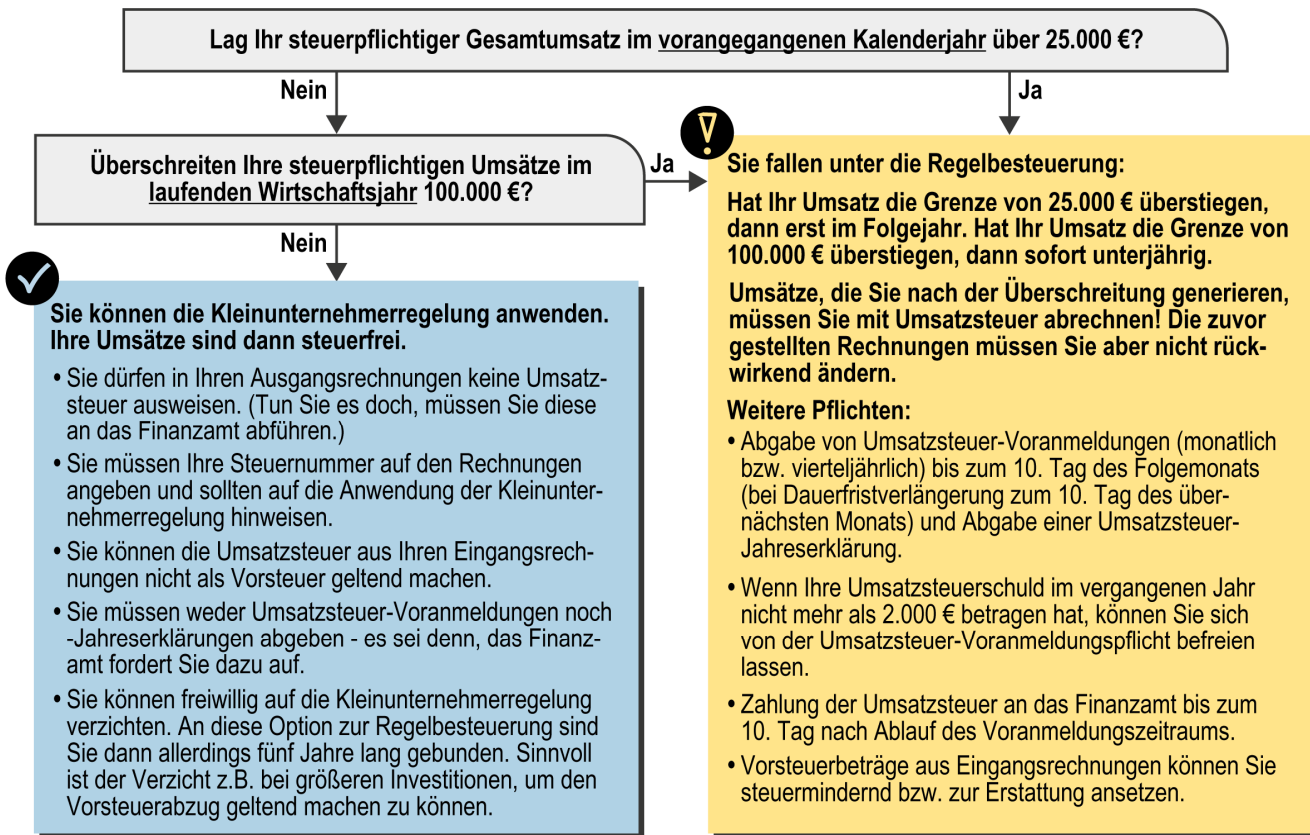 Lag Ihr steuerpflichtiger Gesamtumsatz im vorangegangenen Kalenderjahr über 25.000 €?
Nein
Ja
Überschreiten Ihre steuerpflichtigen Umsätze im
laufenden Wirtschaftsjahr 100.000 €?
Ja
Nein
Sie können die Kleinunternehmerregelung anwenden.
Ihre Umsätze sind dann steuerfrei.
• Sie dürfen in Ihren Ausgangsrechnungen keine Umsatz-
steuer ausweisen. (Tun Sie es doch, müssen Sie diese
an das Finanzamt abführen.)
• Sie müssen Ihre Steuernummer auf den Rechnungen
angeben und sollten auf die Anwendung der Kleinunter-
nehmerregelung hinweisen.
• Sie können die Umsatzsteuer aus Ihren Eingangsrech-
nungen nicht als Vorsteuer geltend machen.
• Sie müssen weder Umsatzsteuer-Voranmeldungen noch
-Jahreserklärungen abgeben - es sei denn, das Finanz-
amt fordert Sie dazu auf.
• Sie können freiwillig auf die Kleinunternehmerregelung
verzichten. An diese Option zur Regelbesteuerung sind
Sie dann allerdings fünf Jahre lang gebunden. Sinnvoll
ist der Verzicht z.B. bei größeren Investitionen, um den
Vorsteuerabzug geltend machen zu können.
Sie fallen unter die Regelbesteuerung:
Hat Ihr Umsatz die Grenze von 25.000 € überstiegen,
dann erst im Folgejahr. Hat Ihr Umsatz die Grenze von
100.000 € überstiegen, dann sofort unterjährig.
Umsätze, die Sie nach der Überschreitung generieren,
müssen Sie mit Umsatzsteuer abrechnen! Die zuvor
gestellten Rechnungen müssen Sie aber nicht rück-
wirkend ändern.
Weitere Pflichten:
• Abgabe von Umsatzsteuer-Voranmeldungen (monatlich
bzw. vierteljährlich) bis zum 10. Tag des Folgemonats
(bei Dauerfristverlängerung zum 10. Tag des über-
nächsten Monats) und Abgabe einer Umsatzsteuer-
Jahreserklärung.
• Wenn Ihre Umsatzsteuerschuld im vergangenen Jahr
nicht mehr als 2.000 € betragen hat, können Sie sich
von der Umsatzsteuer-Voranmeldungspflicht befreien
lassen.
• Zahlung der Umsatzsteuer an das Finanzamt bis zum
10. Tag nach Ablauf des Voranmeldungszeitraums.
• Vorsteuerbeträge aus Eingangsrechnungen können Sie
steuermindernd bzw. zur Erstattung ansetzen.